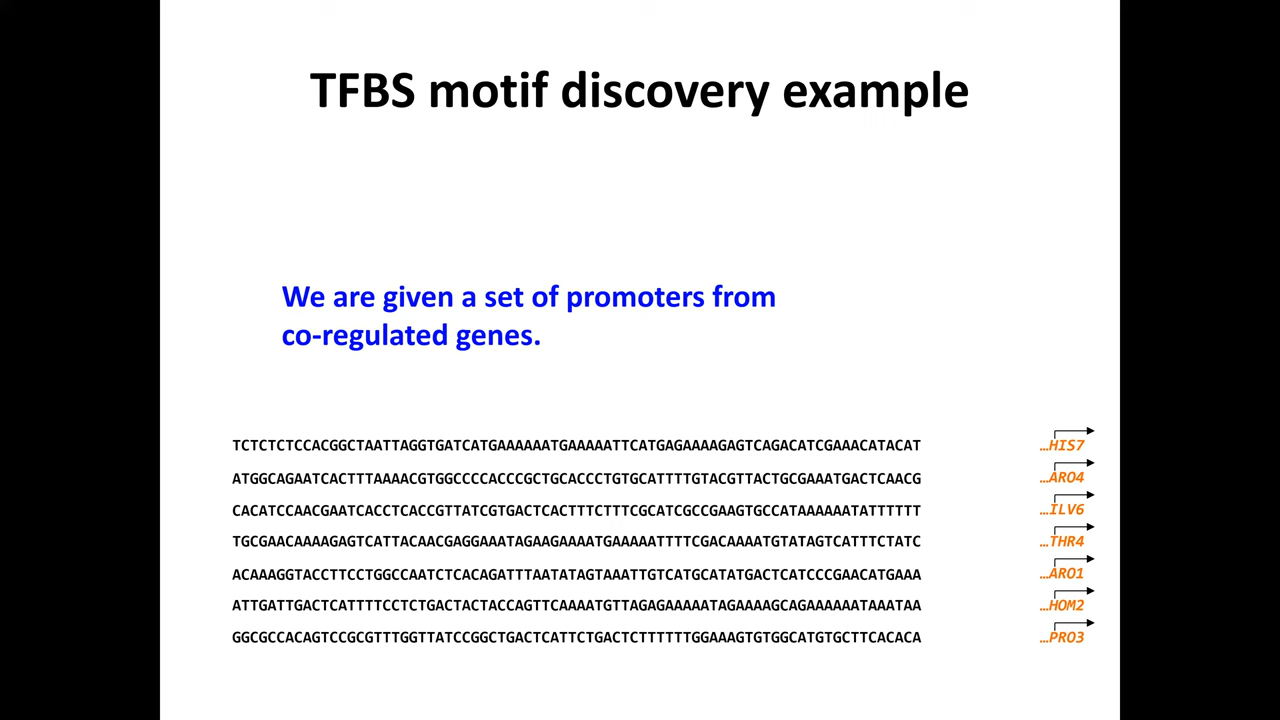 TFBS motif discovery example
We are given a set of promoters from
co-regulated genes.
TCTCTCTCCACGGCTAATTAGGTGATCATGAAAAAATGAAAAATTCATGAGAAAAGAGTCAGACATCGAAACATACAT …HIS7
ATGGCAGAATCACTTTAAAACGTGGCCCCACCCGCTGCACCCTGTGCATTTTGTACGTTACTGCGAAATGACTCAACG …ARO4
CACATCCAACGAATCACCTCACCGTTATCGTGACTCACTTTCTTTCGCATCGCCGAAGTGCCATAAAAAATATTTTTT …ILV6
TGCGAACAAAAGAGTCATTACAACGAGGAAATAGAAGAAAATGAAAAATTTTCGACAAAATGTATAGTCATTTCTATC …THR4
ACAAAGGTACCTTCCTGGCCAATCTCACAGATTTAATATAGTAAATTGTCATGCATATGACTCATCCCGAACATGAAA …ARO1
ATTGATTGACTCATTTTCCTCTGACTACTACCAGTTCAAAATGTTAGAGAAAAATAGAAAAGCAGAAAAAATAAATAA …HOM2
GGCGCCACAGTCCGCGTTTGGTTATCCGGCTGACTCATTCTGACTCTTTTTTGGAAAGTGTGGCATGTGCTTCACACA …PRO3